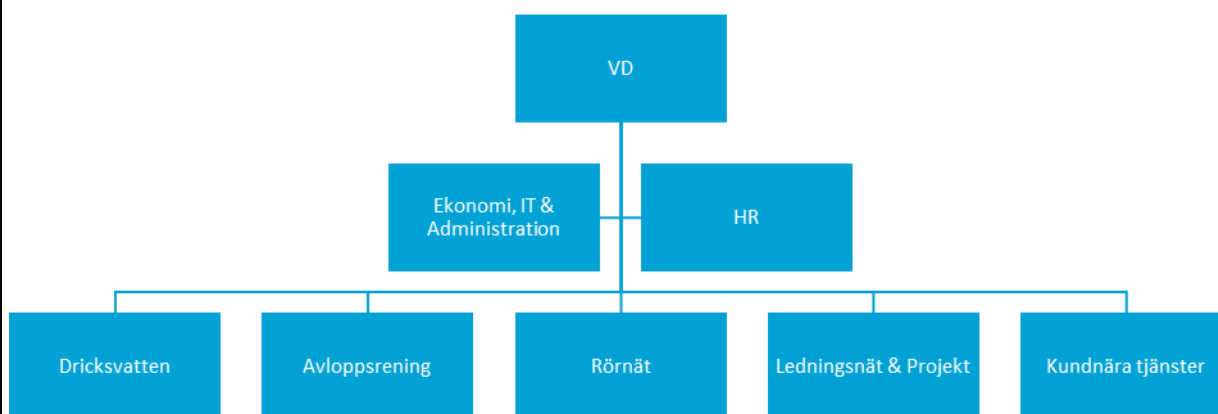 VD
Ekonomi, IT &
Administration
HR
Dricksvatten
Avloppsrening
Rörnät
Ledningsnät & Projekt
Kundnära tjänster